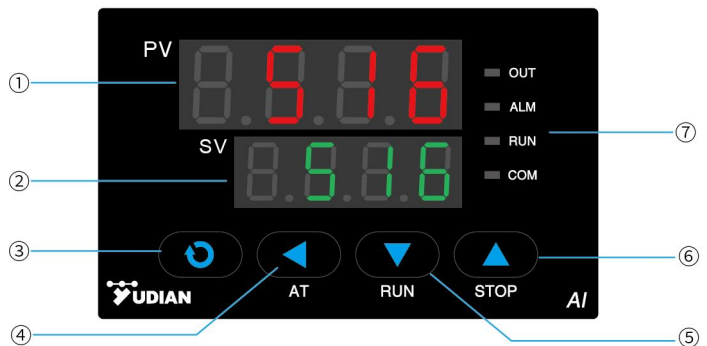 PV
① 516
OUT
ALM
⑦
RUN
COM
SV
② 516
③
⑥
AT
RUN
STOP
YUDIAN
AI
④
⑤